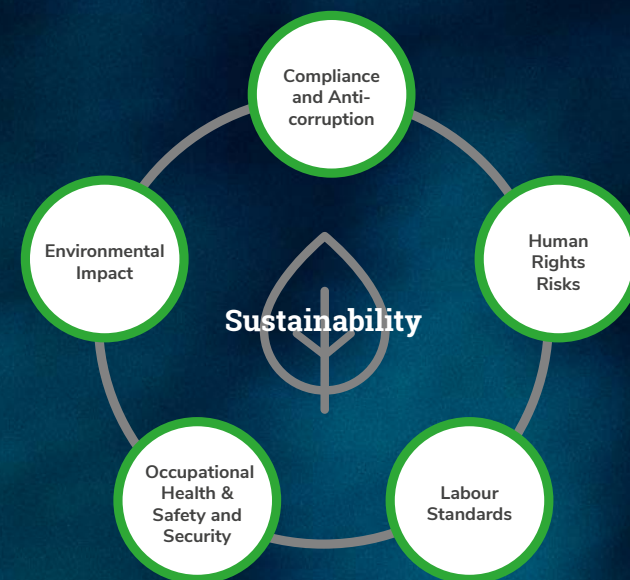 Compliance
and Anti-
corruption
Environmental
Impact
Human
Rights
Risks
Sustainability
Occupational
Health &
Safety and
Security
Labour
Standards